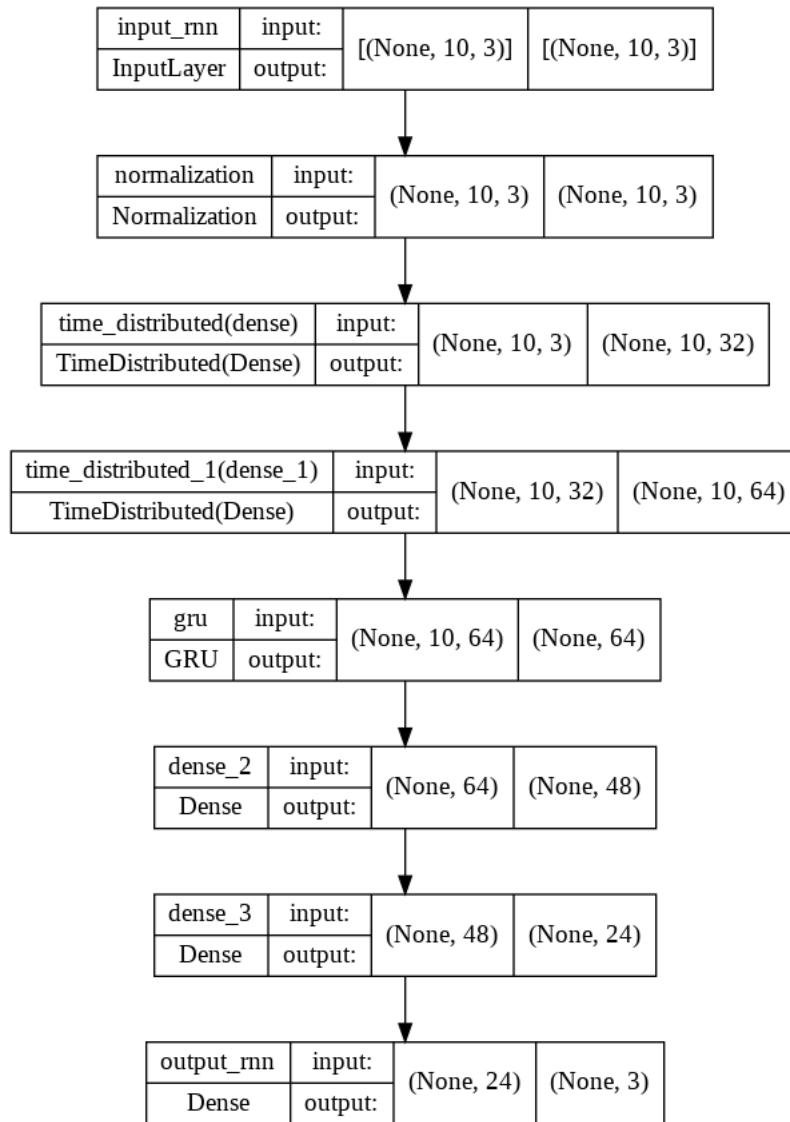 input_rnn input: [(None, 10, 3)] [(None, 10, 3)]
InputLayer output:
normalization input: (None, 10, 3) (None, 10, 3)
Normalization output:
time_distributed(dense) input: (None, 10, 3) (None, 10, 32)
TimeDistributed(Dense) output:
time_distributed_1(dense_1) input: (None, 10, 32) (None, 10, 64)
TimeDistributed(Dense) output:
gru input: (None, 10, 64) (None, 64)
GRU output:
dense_2 input: (None, 64) (None, 48)
Dense output:
dense_3 input: (None, 48) (None, 24)
Dense output:
output_rnn input: (None, 24) (None, 3)
Dense output: